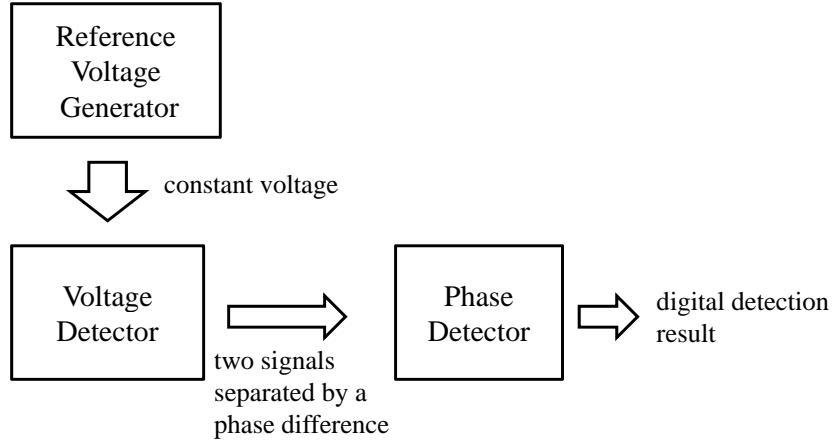 Reference
Voltage
Generator
constant voltage
Voltage
Detector
two signals
separated by a
phase difference
Phase
Detector
digital detection
result